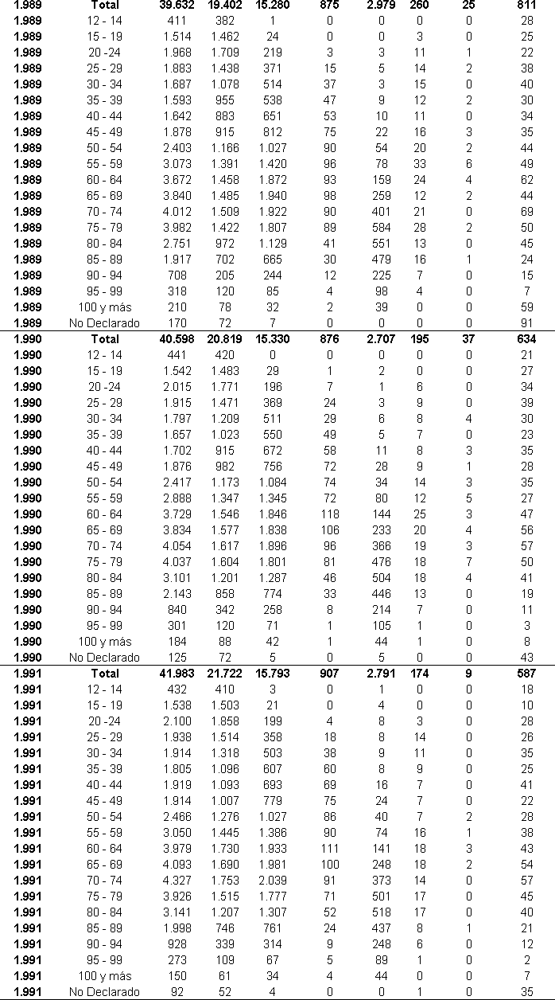 1.989 Total 39.632 19.402 15.280 875 2.979 260 25 811
1.989 12 - 14 411 382 1 0 0 0 0 28
1.989 15 - 19 1.514 1.462 24 0 0 3 0 25
1.989 20 -24 1.968 1.709 219 3 3 11 1 22
1.989 25 - 29 1.883 1.438 371 15 5 14 2 38
1.989 30 - 34 1.687 1.078 514 37 3 15 0 40
1.989 35 - 39 1.593 955 538 47 9 12 2 30
1.989 40 - 44 1.642 883 651 53 10 11 0 34
1.989 45 - 49 1.878 915 812 75 22 16 3 35
1.989 50 - 54 2.403 1.166 1.027 90 54 20 2 44
1.989 55 - 59 3.073 1.391 1.420 96 78 33 6 49
1.989 60 - 64 3.672 1.458 1.872 93 159 24 4 62
1.989 65 - 69 3.840 1.485 1.940 98 259 12 2 44
1.989 70 - 74 4.012 1.509 1.922 90 401 21 0 69
1.989 75 - 79 3.982 1.422 1.807 89 584 28 2 50
1.989 80 - 84 2.751 972 1.129 41 551 13 0 45
1.989 85 - 89 1.917 702 665 30 479 16 1 24
1.989 90 - 94 708 205 244 12 225 7 0 15
1.989 95 - 99 318 120 85 4 98 4 0 7
1.989 100 y más 210 78 32 2 39 0 0 59
1.989 No Declarado 170 72 7 0 0 0 0 91
1.990 Total 40.598 20.819 15.330 876 2.707 195 37 634
1.990 12 - 14 441 420 0 0 0 0 0 21
1.990 15 - 19 1.542 1.483 29 1 2 0 0 27
1.990 20 -24 2.015 1.771 196 7 1 6 0 34
1.990 25 - 29 1.915 1.471 369 24 3 9 0 39
1.990 30 - 34 1.797 1.209 511 29 6 8 4 30
1.990 35 - 39 1.657 1.023 550 49 5 7 0 23
1.990 40 - 44 1.702 915 672 58 11 8 3 35
1.990 45 - 49 1.876 982 756 72 28 9 1 28
1.990 50 - 54 2.417 1.173 1.084 74 34 14 3 35
1.990 55 - 59 2.888 1.347 1.345 72 80 12 5 27
1.990 60 - 64 3.729 1.546 1.846 118 144 25 3 47
1.990 65 - 69 3.834 1.577 1.838 106 233 20 4 56
1.990 70 - 74 4.054 1.617 1.896 96 366 19 3 57
1.990 75 - 79 4.037 1.604 1.801 81 476 18 7 50
1.990 80 - 84 3.101 1.201 1.287 46 504 18 4 41
1.990 85 - 89 2.143 858 774 33 446 13 0 19
1.990 90 - 94 840 342 258 8 214 7 0 11
1.990 95 - 99 301 120 71 1 105 1 0 3
1.990 100 y más 184 88 42 1 44 1 0 8
1.990 No Declarado 125 72 5 0 5 0 0 43
1.991 Total 41.983 21.722 15.793 907 2.791 174 9 587
1.991 12 - 14 432 410 3 0 1 0 0 18
1.991 15 - 19 1.538 1.503 21 0 4 0 0 10
1.991 20 -24 2.100 1.858 199 4 8 3 0 28
1.991 25 - 29 1.938 1.514 358 18 8 14 0 26
1.991 30 - 34 1.914 1.318 503 38 9 11 0 35
1.991 35 - 39 1.805 1.096 607 60 8 9 0 25
1.991 40 - 44 1.919 1.093 693 69 16 7 0 41
1.991 45 - 49 1.914 1.007 779 75 24 7 0 22
1.991 50 - 54 2.466 1.276 1.027 86 40 7 2 28
1.991 55 - 59 3.050 1.445 1.386 90 74 16 1 38
1.991 60 - 64 3.979 1.730 1.933 111 141 18 3 43
1.991 65 - 69 4.093 1.690 1.981 100 248 18 2 54
1.991 70 - 74 4.327 1.753 2.039 91 373 14 0 57
1.991 75 - 79 3.926 1.515 1.777 71 501 17 0 45
1.991 80 - 84 3.141 1.207 1.307 52 518 17 0 40
1.991 85 - 89 1.998 746 761 24 437 8 1 21
1.991 90 - 94 928 339 314 9 248 6 0 12
1.991 95 - 99 273 109 67 5 89 1 0 2
1.991 100 y más 150 61 34 4 44 0 0 7
1.991 No Declarado 92 52 4 0 0 1 0 35